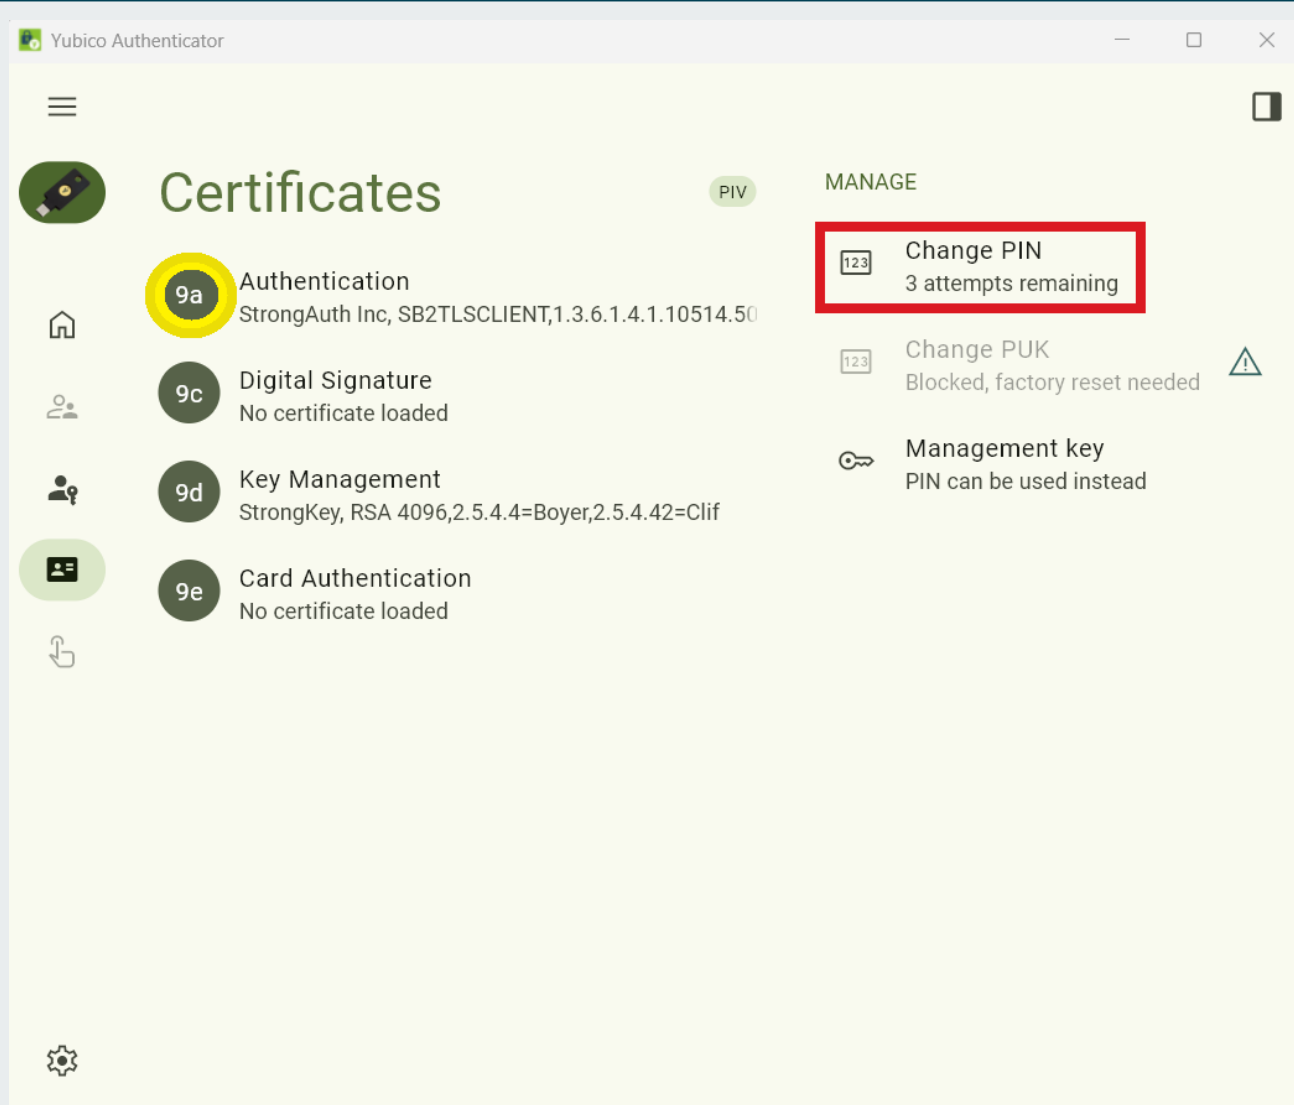 Yubico Authenticator
Certificates
PIV
9a
Authentication
StrongAuth Inc, SB2TLSCLIENT,1.3.6.1.4.1.10514.50
9c
Digital Signature
No certificate loaded
9d
Key Management
StrongKey, RSA 4096,2.5.4.4=Boyer,2.5.4.42=Clif
9e
Card Authentication
No certificate loaded
MANAGE
123
Change PIN
3 attempts remaining
123
Change PUK
Blocked, factory reset needed
Management key
PIN can be used instead